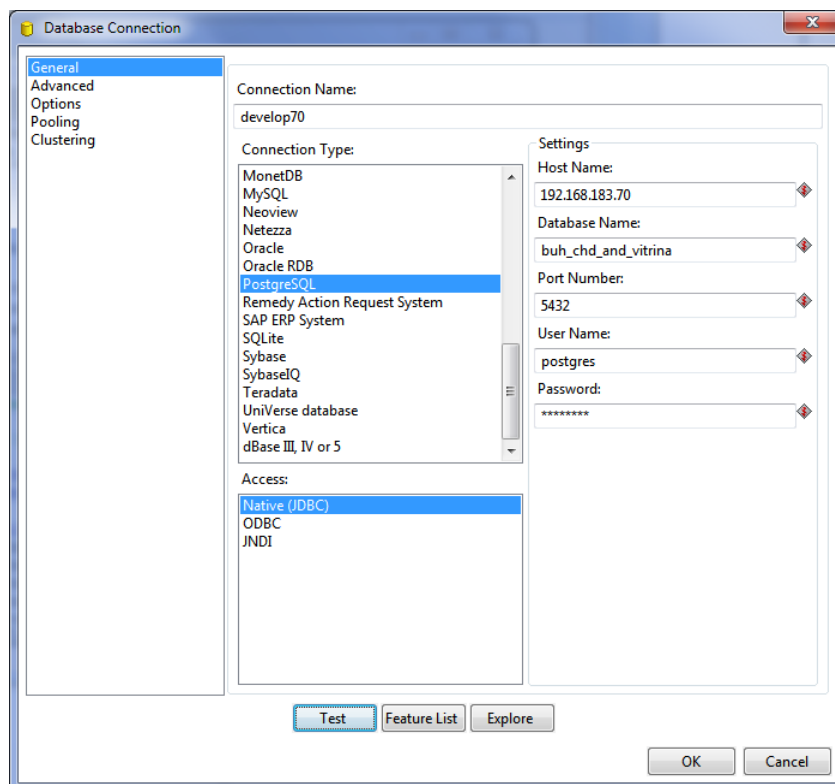 Database Connection
General
Advanced
Options
Pooling
Clustering
Connection Name:
develop70
Connection Type:
MonetDB
MySQL
Neoview
Netezza
Oracle
Oracle RDB
PostgreSQL
Remedy Action Request System
SAP ERP System
SQLite
Sybase
SybaseIQ
Teradata
UniVerse database
Vertica
dBase III, IV or 5
Access:
Native (JDBC)
ODBC
JNDI
Settings
Host Name:
192.168.183.70
Database Name:
buh_chd_and_vitrina
Port Number:
5432
User Name:
postgres
Password:
********
Test
Feature List
Explore
OK
Cancel